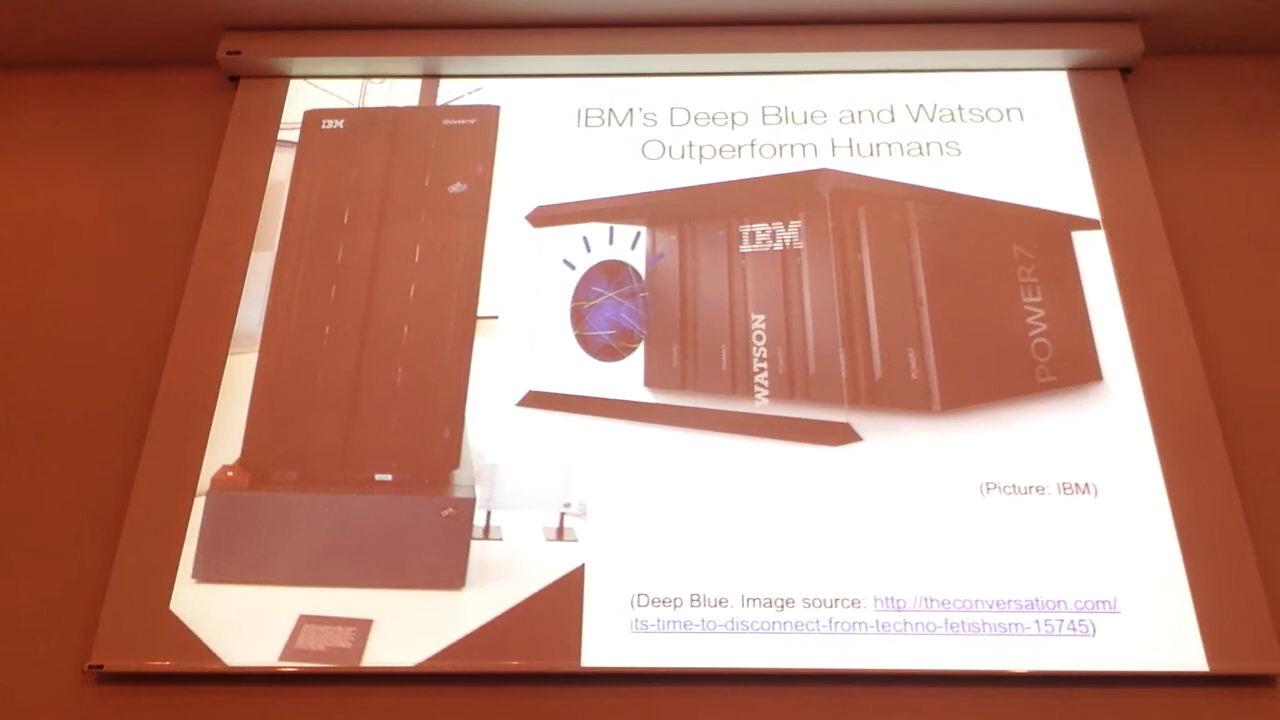 IBM's Deep Blue and Watson
Outperform Humans
IBM
IBM
WATSON
POWER7
(Picture: IBM)
(Deep Blue. Image source: http://theconversation.com/
its-time-to-disconnect-from-techno-fetishism-15745)